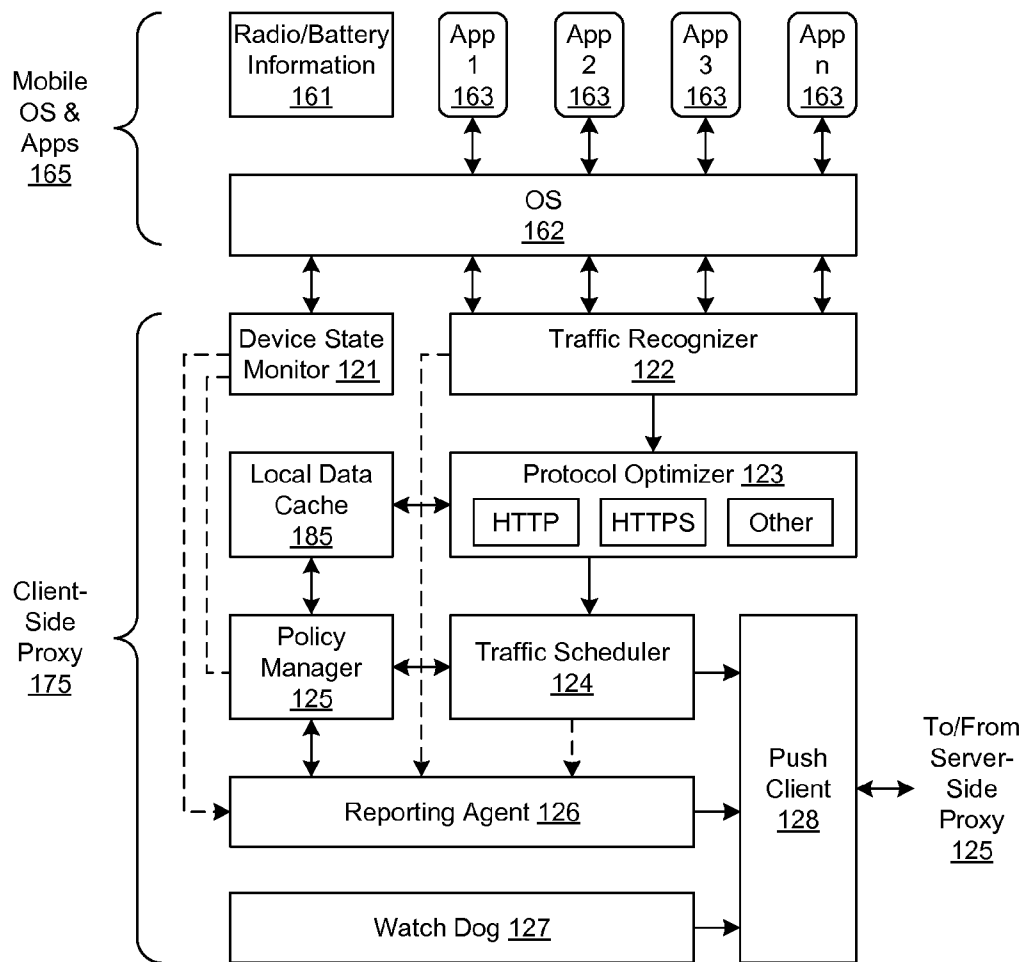 Mobile
OS &
Apps
165
Radio/Battery
Information
161
App
1
163
App
2
163
App
3
163
App
n
163
OS
162
Client-
Side
Proxy
175
Device State
Monitor 121
Traffic Recognizer
122
Local Data
Cache
185
Protocol Optimizer 123
HTTP
HTTPS
Other
Policy
Manager
125
Traffic Scheduler
124
Reporting Agent 126
Watch Dog 127
Push
Client
128
To/From
Server-
Side
Proxy
125